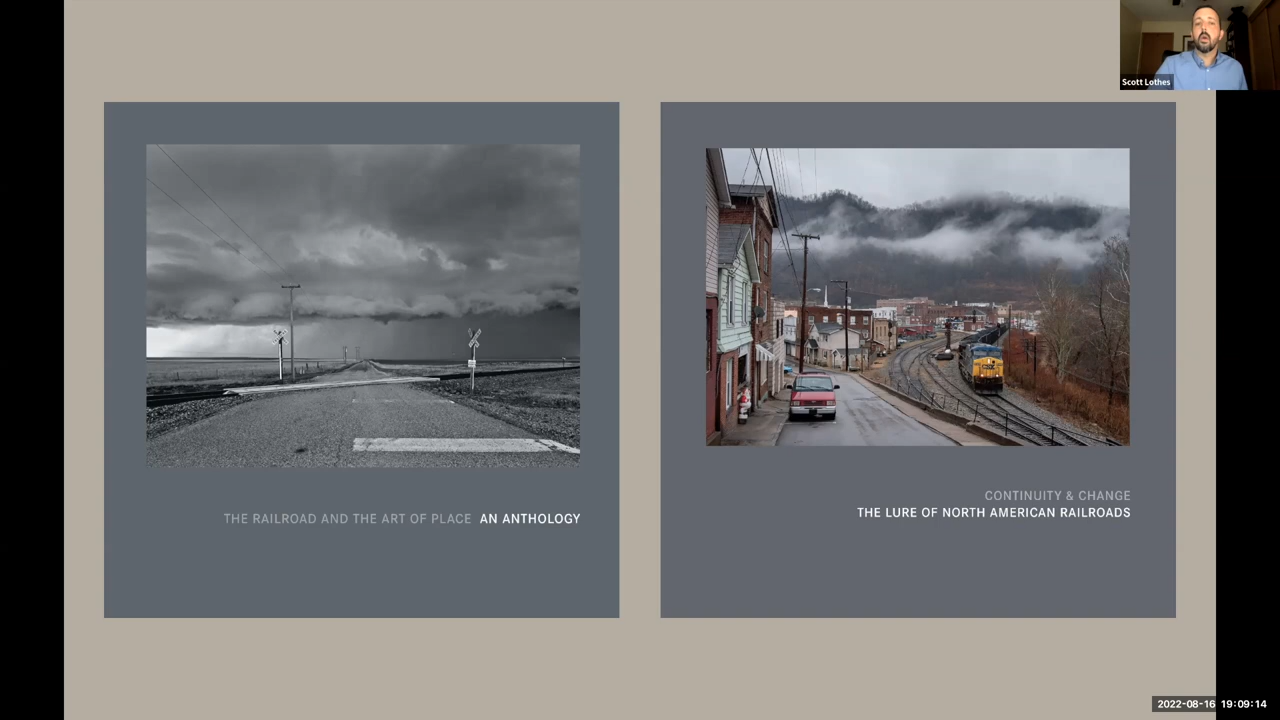 Scott Lothes
THE RAILROAD AND THE ART OF PLACE AN ANTHOLOGY
CONTINUITY & CHANGE
THE LURE OF NORTH AMERICAN RAILROADS
2022-08-16 19:09:14